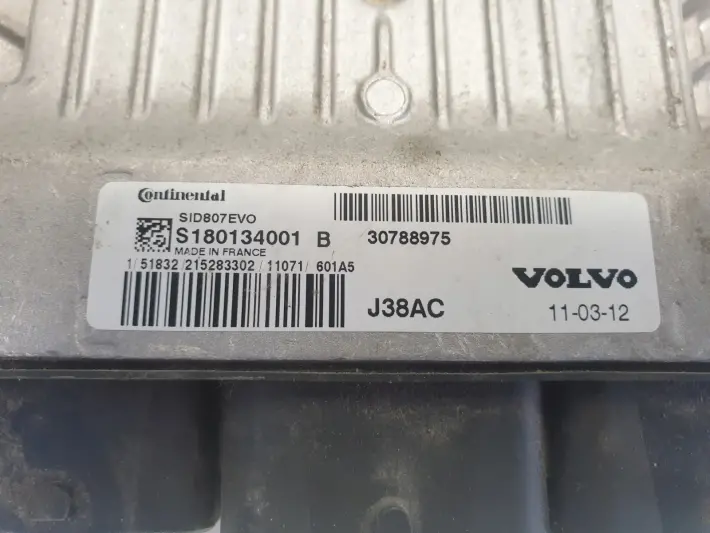 Continental
SID807EVO
S180134001 B 30788975
MADE IN FRANCE
1/51832/215283302/11071/601A5
VOLVO
J38AC 11-03-12